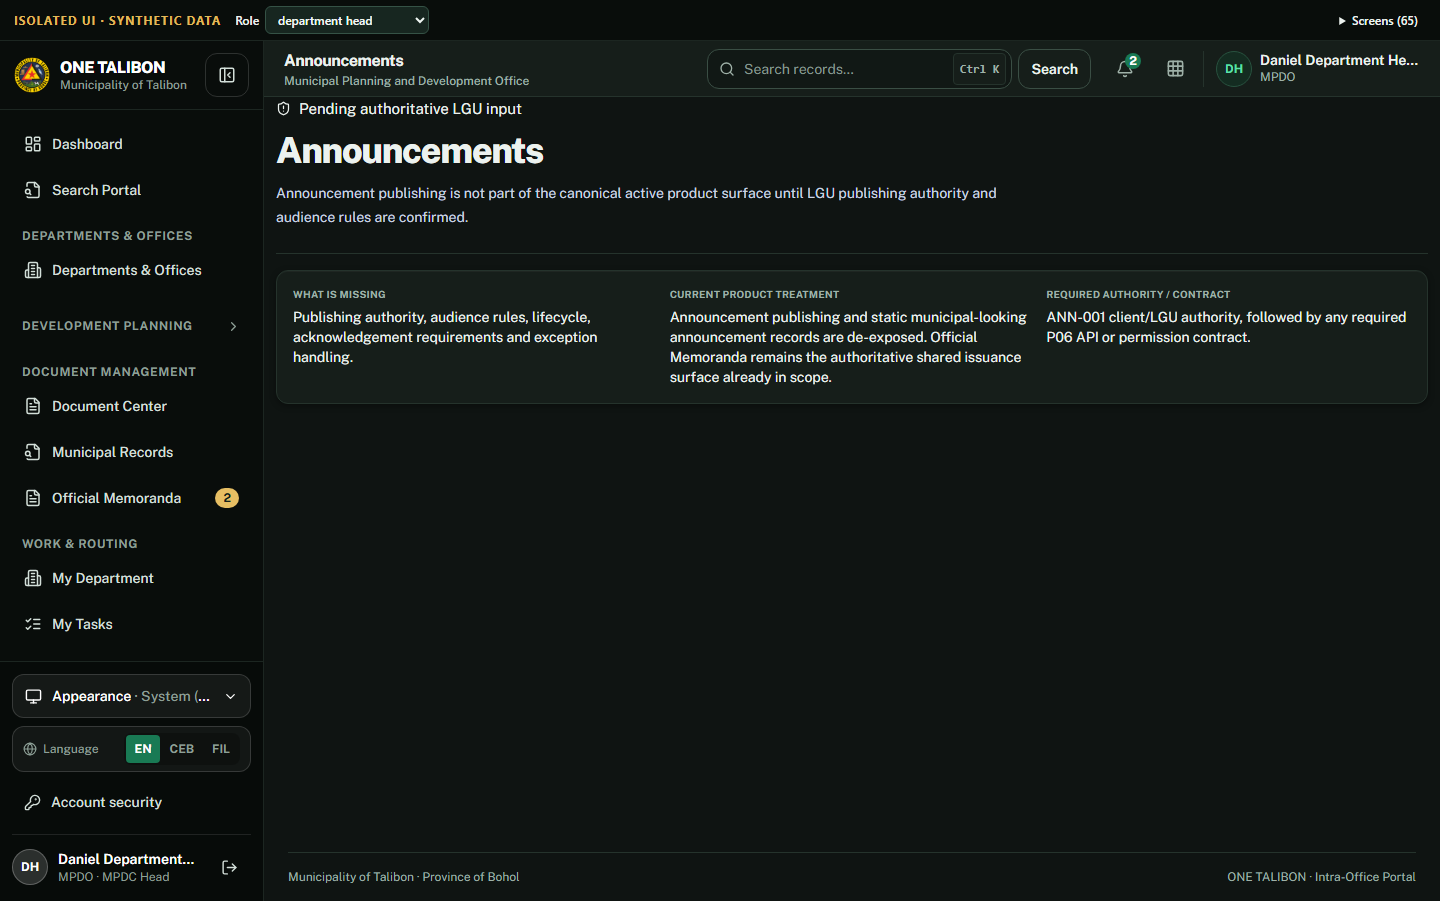 ISOLATED UI · SYNTHETIC DATA Role department head Screens (65)
ONE TALIBON
Municipality of Talibon
Announcements
Municipal Planning and Development Office
Search records... Ctrl K Search 2 DH Daniel Department He...
MPDO
Dashboard
Search Portal
DEPARTMENTS & OFFICES
Departments & Offices
DEVELOPMENT PLANNING
DOCUMENT MANAGEMENT
Document Center
Municipal Records
Official Memoranda 2
WORK & ROUTING
My Department
My Tasks
Appearance · System (...
Language EN CEB FIL
Account security
DH Daniel Department...
MPDO · MPDC Head
Pending authoritative LGU input
Announcements
Announcement publishing is not part of the canonical active product surface until LGU publishing authority and
audience rules are confirmed.
WHAT IS MISSING
Publishing authority, audience rules, lifecycle,
acknowledgement requirements and exception
handling.
CURRENT PRODUCT TREATMENT
Announcement publishing and static municipal-looking
announcement records are de-exposed. Official
Memoranda remains the authoritative shared issuance
surface already in scope.
REQUIRED AUTHORITY / CONTRACT
ANN-001 client/LGU authority, followed by any required
P06 API or permission contract.
Municipality of Talibon · Province of Bohol
ONE TALIBON · Intra-Office Portal